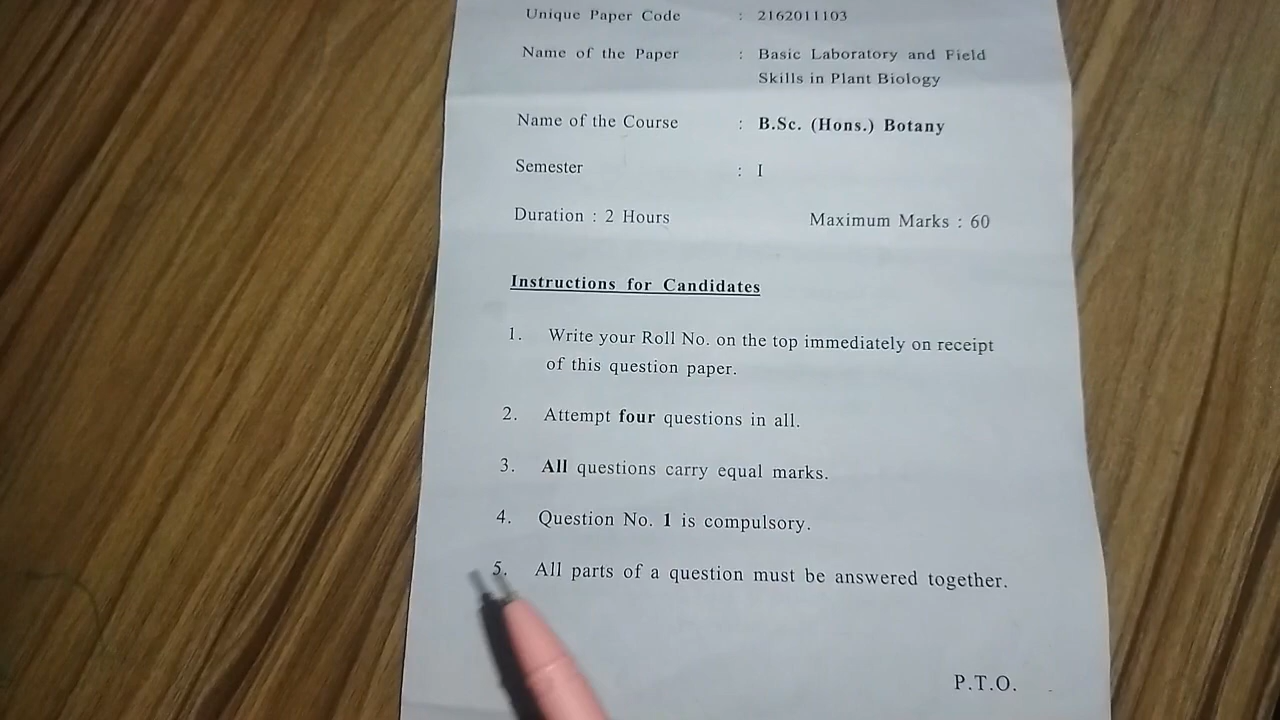 Unique Paper Code : 2162011103
Name of the Paper : Basic Laboratory and Field
Skills in Plant Biology
Name of the Course : B.Sc. (Hons.) Botany
Semester : I
Duration : 2 Hours Maximum Marks : 60
Instructions for Candidates
1. Write your Roll No. on the top immediately on receipt
of this question paper.
2. Attempt four questions in all.
3. All questions carry equal marks.
4. Question No. 1 is compulsory.
5. All parts of a question must be answered together.
P.T.O.